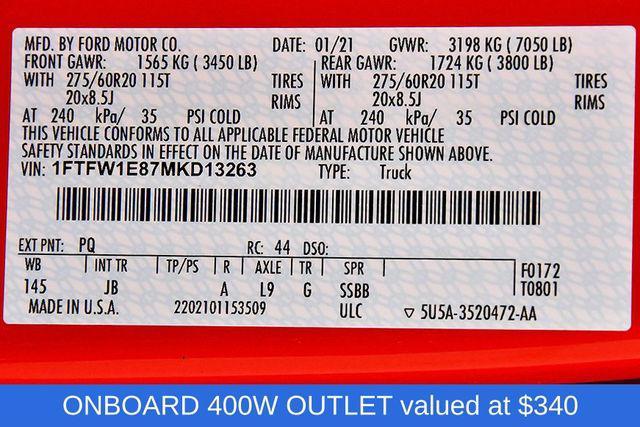 MFD. BY FORD MOTOR CO. DATE: 01/21 GVWR: 3198 KG ( 7050 LB)
FRONT GAWR: 1565 KG ( 3450 LB) REAR GAWR: 1724 KG ( 3800 LB)
WITH 275/60R20 115T TIRES WITH 275/60R20 115T TIRES
20x8.5J RIMS 20x8.5J RIMS
AT 240 kPa/ 35 PSI COLD AT 240 kPa/ 35 PSI COLD
THIS VEHICLE CONFORMS TO ALL APPLICABLE FEDERAL MOTOR VEHICLE
SAFETY STANDARDS IN EFFECT ON THE DATE OF MANUFACTURE SHOWN ABOVE.
VIN: 1FTFW1E87MKD13263 TYPE: Truck
EXT PNT: PQ RC: 44 DSO:
WB INT TR TP/PS R AXLE TR SPR F0172
145 JB A L9 G SSBB T0801
MADE IN U.S.A. 2202101153509 ULC ▽ 5U5A-3520472-AA
ONBOARD 400W OUTLET valued at $340